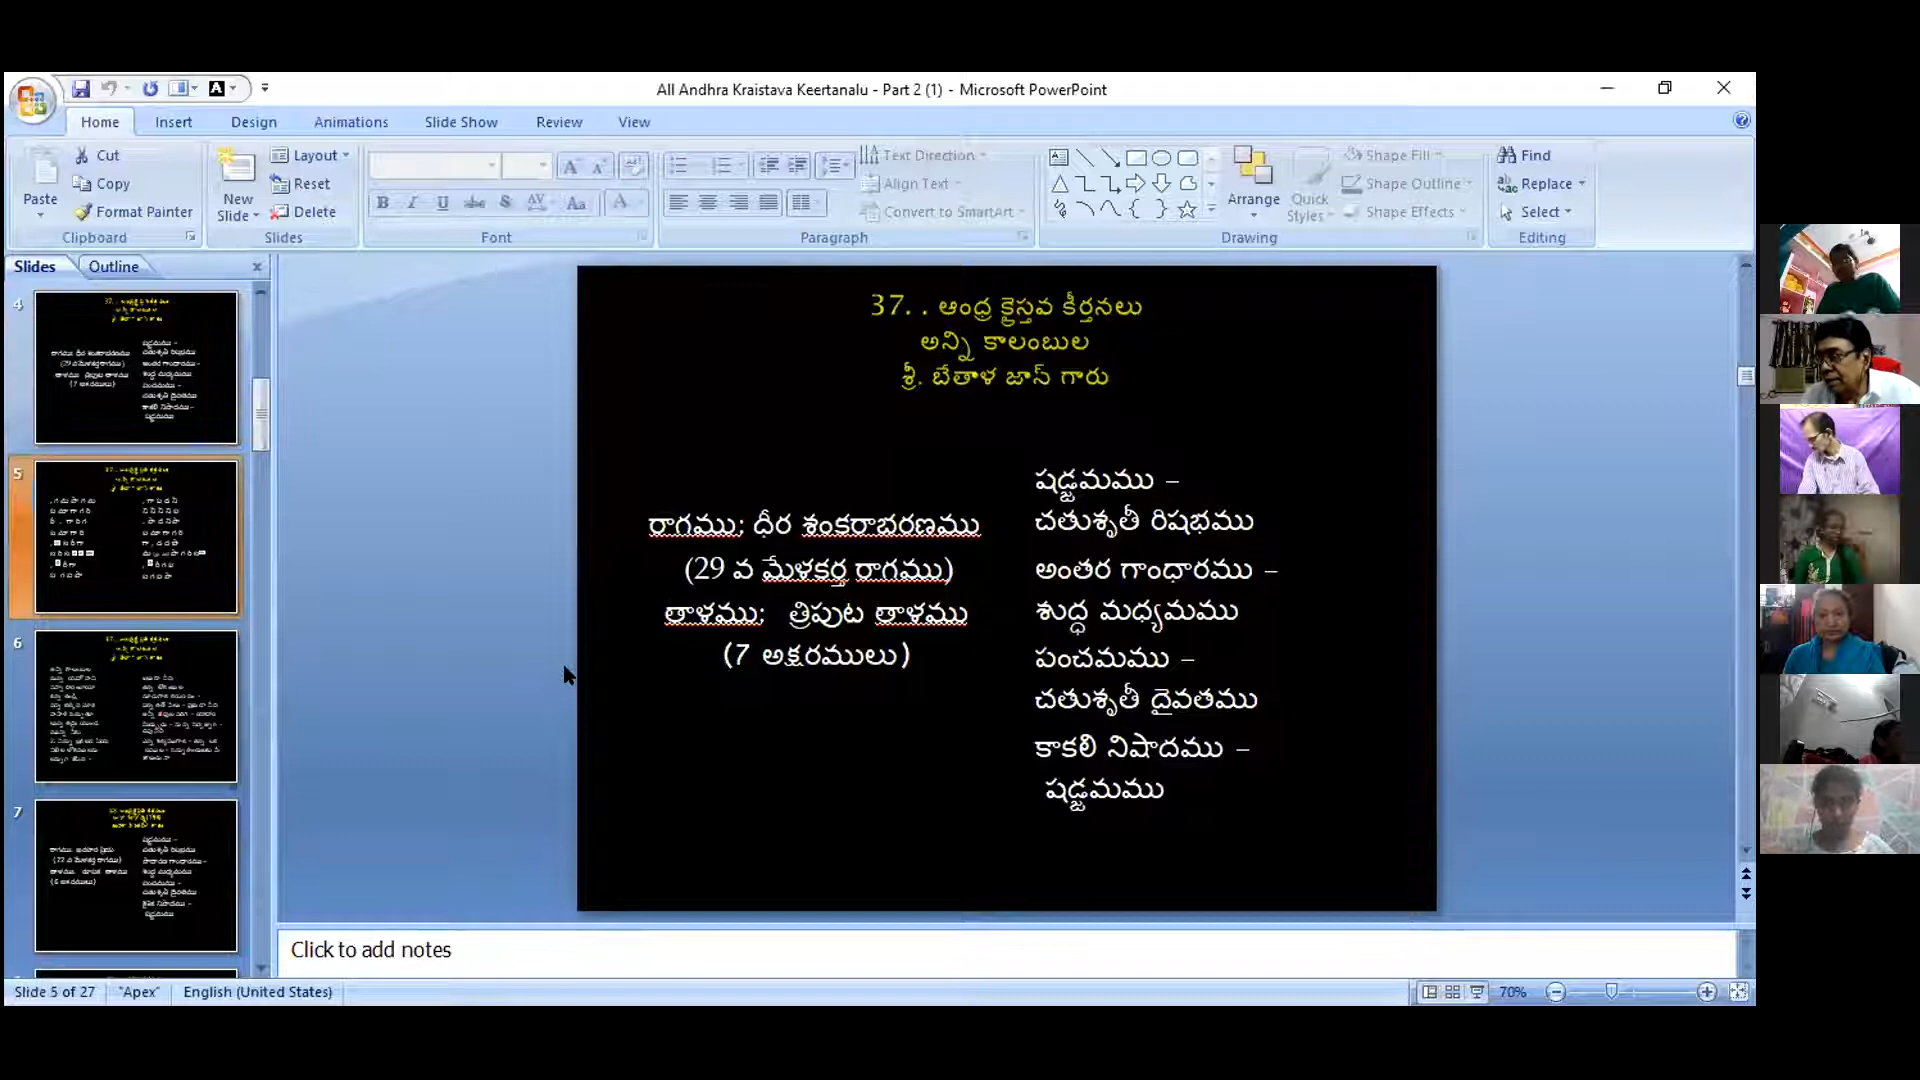 All Andhra Kraistava Keertanalu - Part 2 (1) - Microsoft PowerPoint
Home Insert Design Animations Slide Show Review View
Paste
Cut
Copy
Format Painter
Clipboard
New Slide
Layout
Reset
Delete
Slides
Font
Text Direction
Align Text
Convert to SmartArt
Paragraph
Arrange
Quick Styles
Shape Fill
Shape Outline
Shape Effects
Drawing
Find
Replace
Select
Editing
Slides Outline
4
5
6
7
37. . ఆంధ్ర క్రైస్తవ కీర్తనలు
అన్ని కాలంబుల
శ్రీ. బేతాళ జాన్ గారు
రాగము; ధీర శంకరాభరణము
(29 వ మేళకర్త రాగము)
తాళము; త్రిపుట తాళము
(7 అక్షరములు)
షడ్జమము –
చతుశృతీ రిషభము
అంతర గాంధారము –
శుద్ధ మధ్యమము
పంచమము –
చతుశృతీ దైవతము
కాకలి నిషాదము –
షడ్జమము
Click to add notes
Slide 5 of 27 "Apex" English (United States) 70%